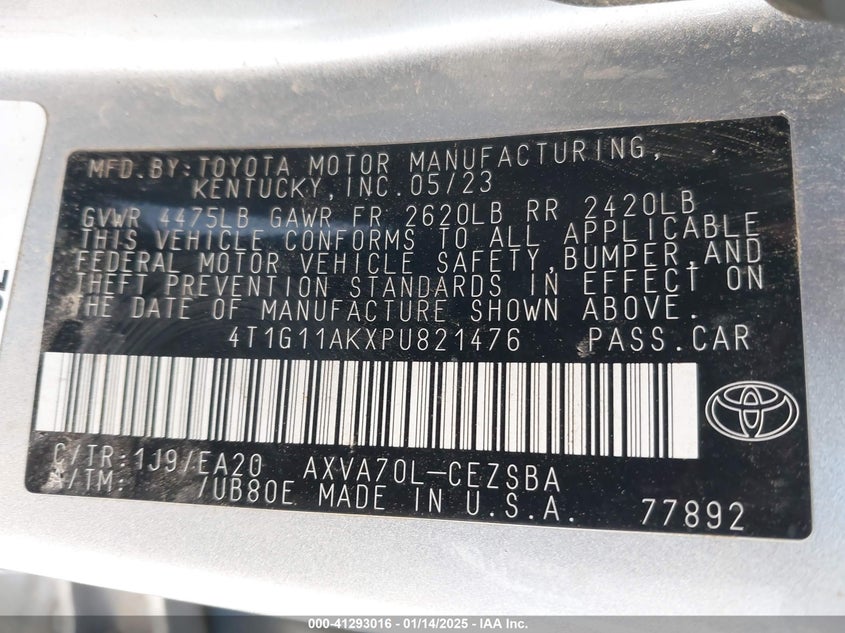 MFD.BY:TOYOTA MOTOR MANUFACTURING,
KENTUCKY,INC.05/23
GVWR 4475LB GAWR FR 2620LB RR 2420LB
THIS VEHICLE CONFORMS TO ALL APPLICABLE
FEDERAL MOTOR VEHICLE SAFETY,BUMPER,AND
THEFT PREVENTION STANDARDS IN EFFECT ON
THE DATE OF MANUFACTURE SHOWN ABOVE.
4T1G11AKXPU821476 PASS.CAR
C/TR:1J9/EA20 AXVA70L-CEZSBA
A/TM: /UB80E MADE IN U.S.A. 77892
000-41293016 - 01/14/2025 - IAA Inc.